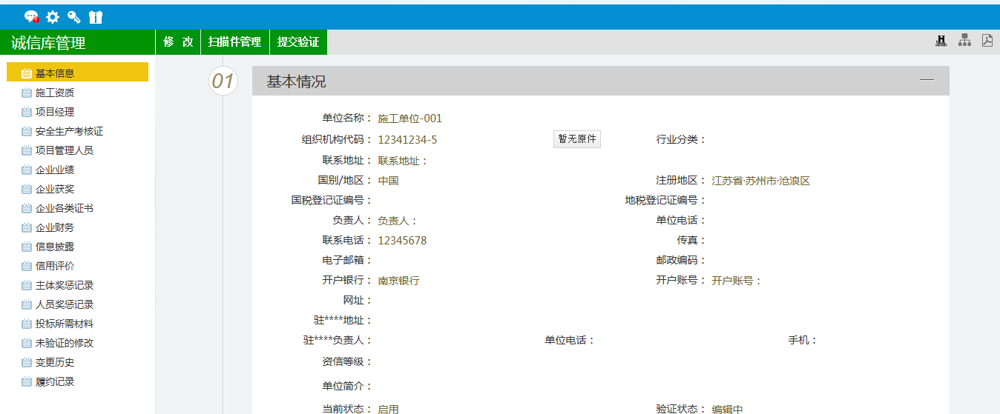 诚信库管理
修 改
扫描件管理
提交验证
HISTORY
基本信息
施工资质
项目经理
安全生产考核证
项目管理人员
企业业绩
企业获奖
企业各类证书
企业财务
信息披露
信用评价
主体奖惩记录
人员奖惩记录
投标所需材料
未验证的修改
变更历史
履约记录
01
基本情况
单位名称： 施工单位-001
组织机构代码： 12341234-5 暂无原件 行业分类：
联系地址： 联系地址：
国别/地区： 中国 注册地区： 江苏省·苏州市·沧浪区
国税登记证编号： 地税登记证编号：
负责人： 负责人： 单位电话：
联系电话： 12345678 传真：
电子邮箱： 邮政编码：
开户银行： 南京银行 开户账号： 开户账号：
网址：
驻****地址：
驻****负责人： 单位电话： 手机：
资信等级：
单位简介：
当前状态： 启用 验证状态： 编辑中